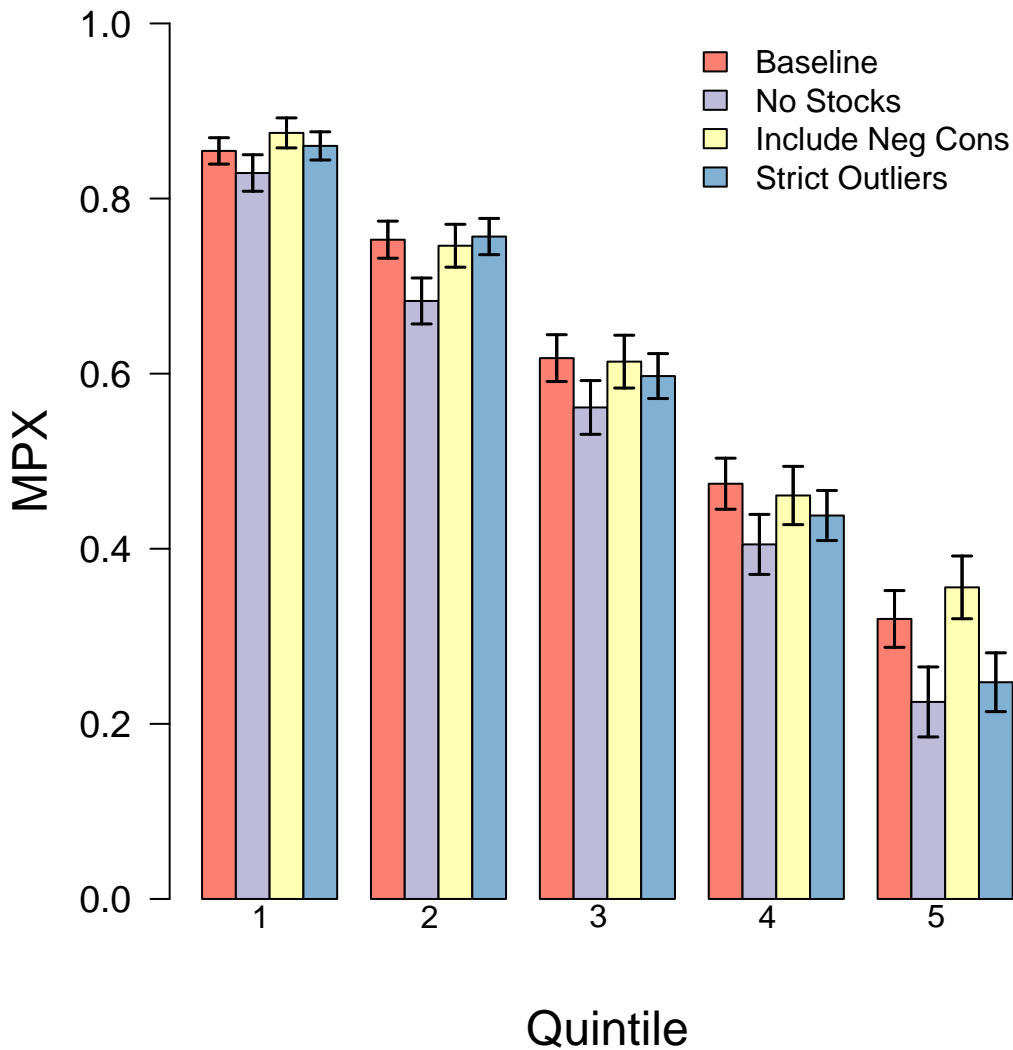 1.0
0.8
0.6
0.4
0.2
0.0
MPX
Baseline
No Stocks
Include Neg Cons
Strict Outliers
1 2 3 4 5
Quintile